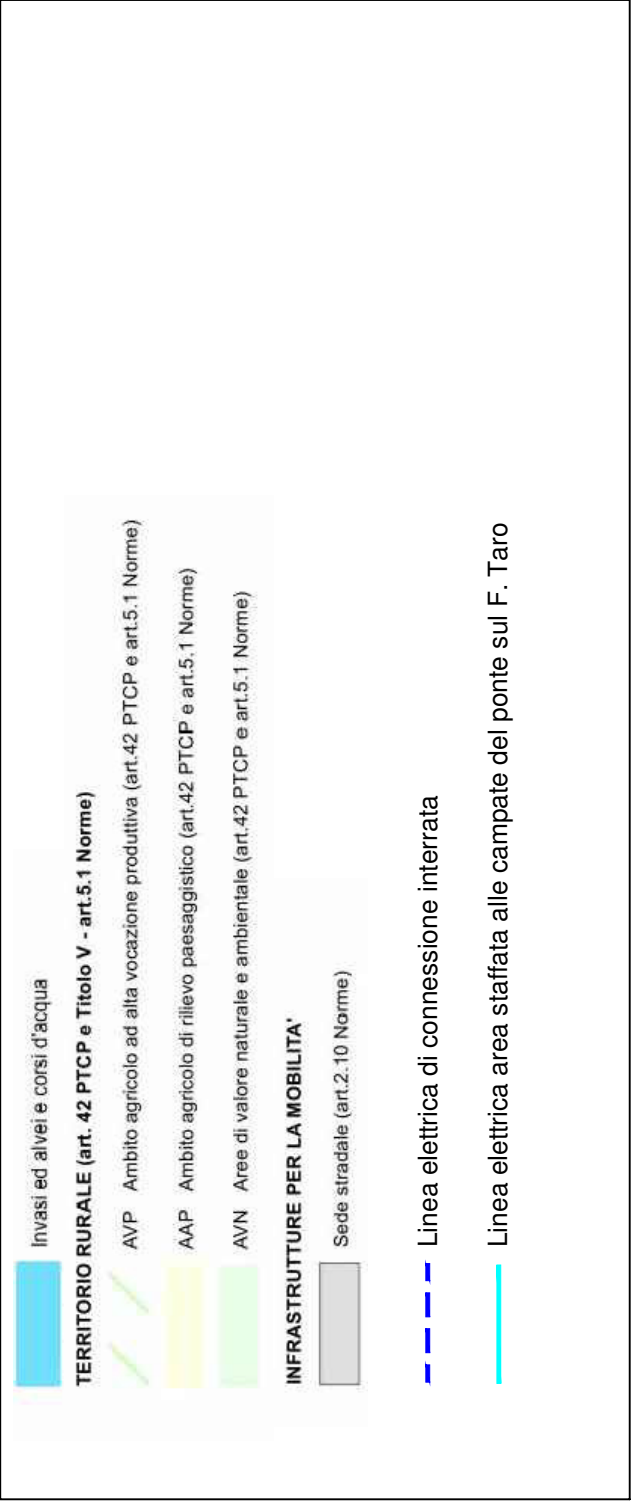 Invasi ed alvei e corsi d'acqua
TERRITORIO RURALE (art. 42 PTCP e Titolo V - art.5.1 Norme)
AVP Ambito agricolo ad alta vocazione produttiva (art.42 PTCP e art.5.1 Norme)
AAP Ambito agricolo di rilievo paesaggistico (art.42 PTCP e art.5.1 Norme)
AVN Aree di valore naturale e ambientale (art.42 PTCP e art.5.1 Norme)
INFRASTRUTTURE PER LA MOBILITA'
Sede stradale (art.2.10 Norme)
Linea elettrica di connessione interrata
Linea elettrica area staffata alle campate del ponte sul F. Taro